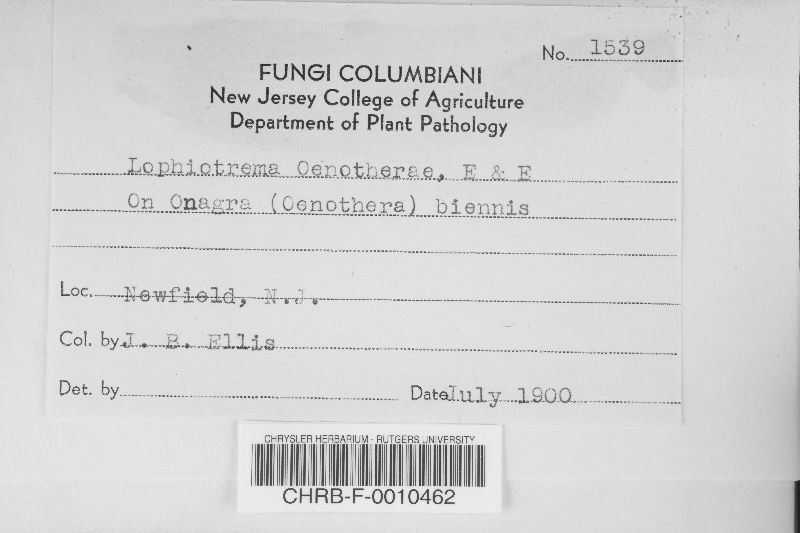 No. 1539
FUNGI COLUMBIANI
New Jersey College of Agriculture
Department of Plant Pathology
Lophiotrema Oenotherae, E & E
On Onagra (Oenothera) biennis
Loc. Newfield, N.J.
Col. by J. B. Ellis
Det. by
Date July 1900
CHRYSLER HERBARIUM - RUTGERS UNIVERSITY
CHRB-F-0010462